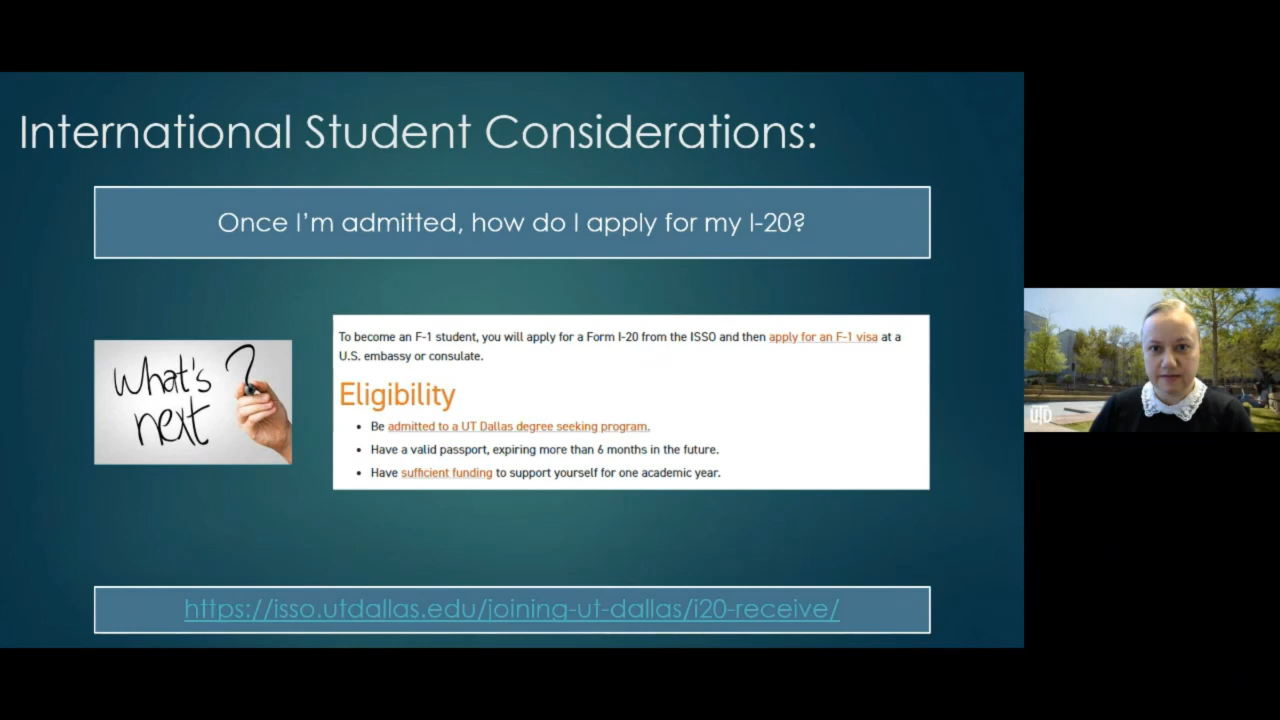 International Student Considerations:
Once I'm admitted, how do I apply for my I-20?
What's
next ?
To become an F-1 student, you will apply for a Form I-20 from the ISSO and then apply for an F-1 visa at a
U.S. embassy or consulate.
Eligibility
• Be admitted to a UT Dallas degree seeking program.
• Have a valid passport, expiring more than 6 months in the future.
• Have sufficient funding to support yourself for one academic year.
https://isso.utdallas.edu/joining-ut-dallas/i20-receive/
UTD